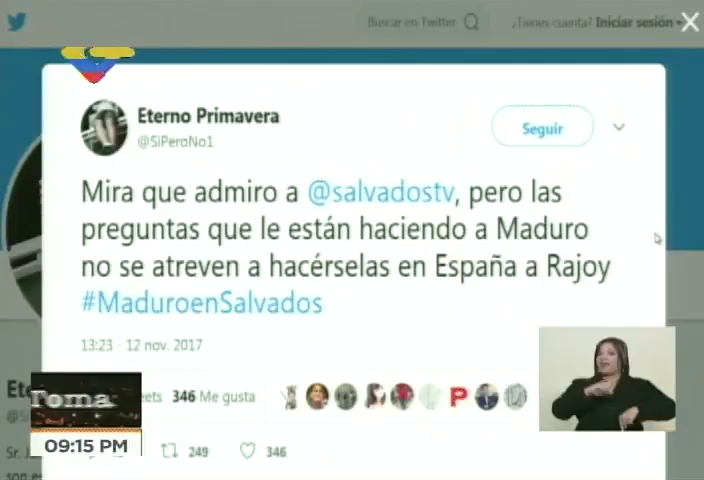 Buscar en Twitter
¿Tienes cuenta? Iniciar sesión
Eterno Primavera
@SiPeroNo1
Seguir
Mira que admiro a @salvadostv, pero las
preguntas que le están haciendo a Maduro
no se atreven a hacérselas en España a Rajoy
#MaduroenSalvados
13:23 - 12 nov. 2017
346 Me gusta
Toma
09:15 PM
249
346